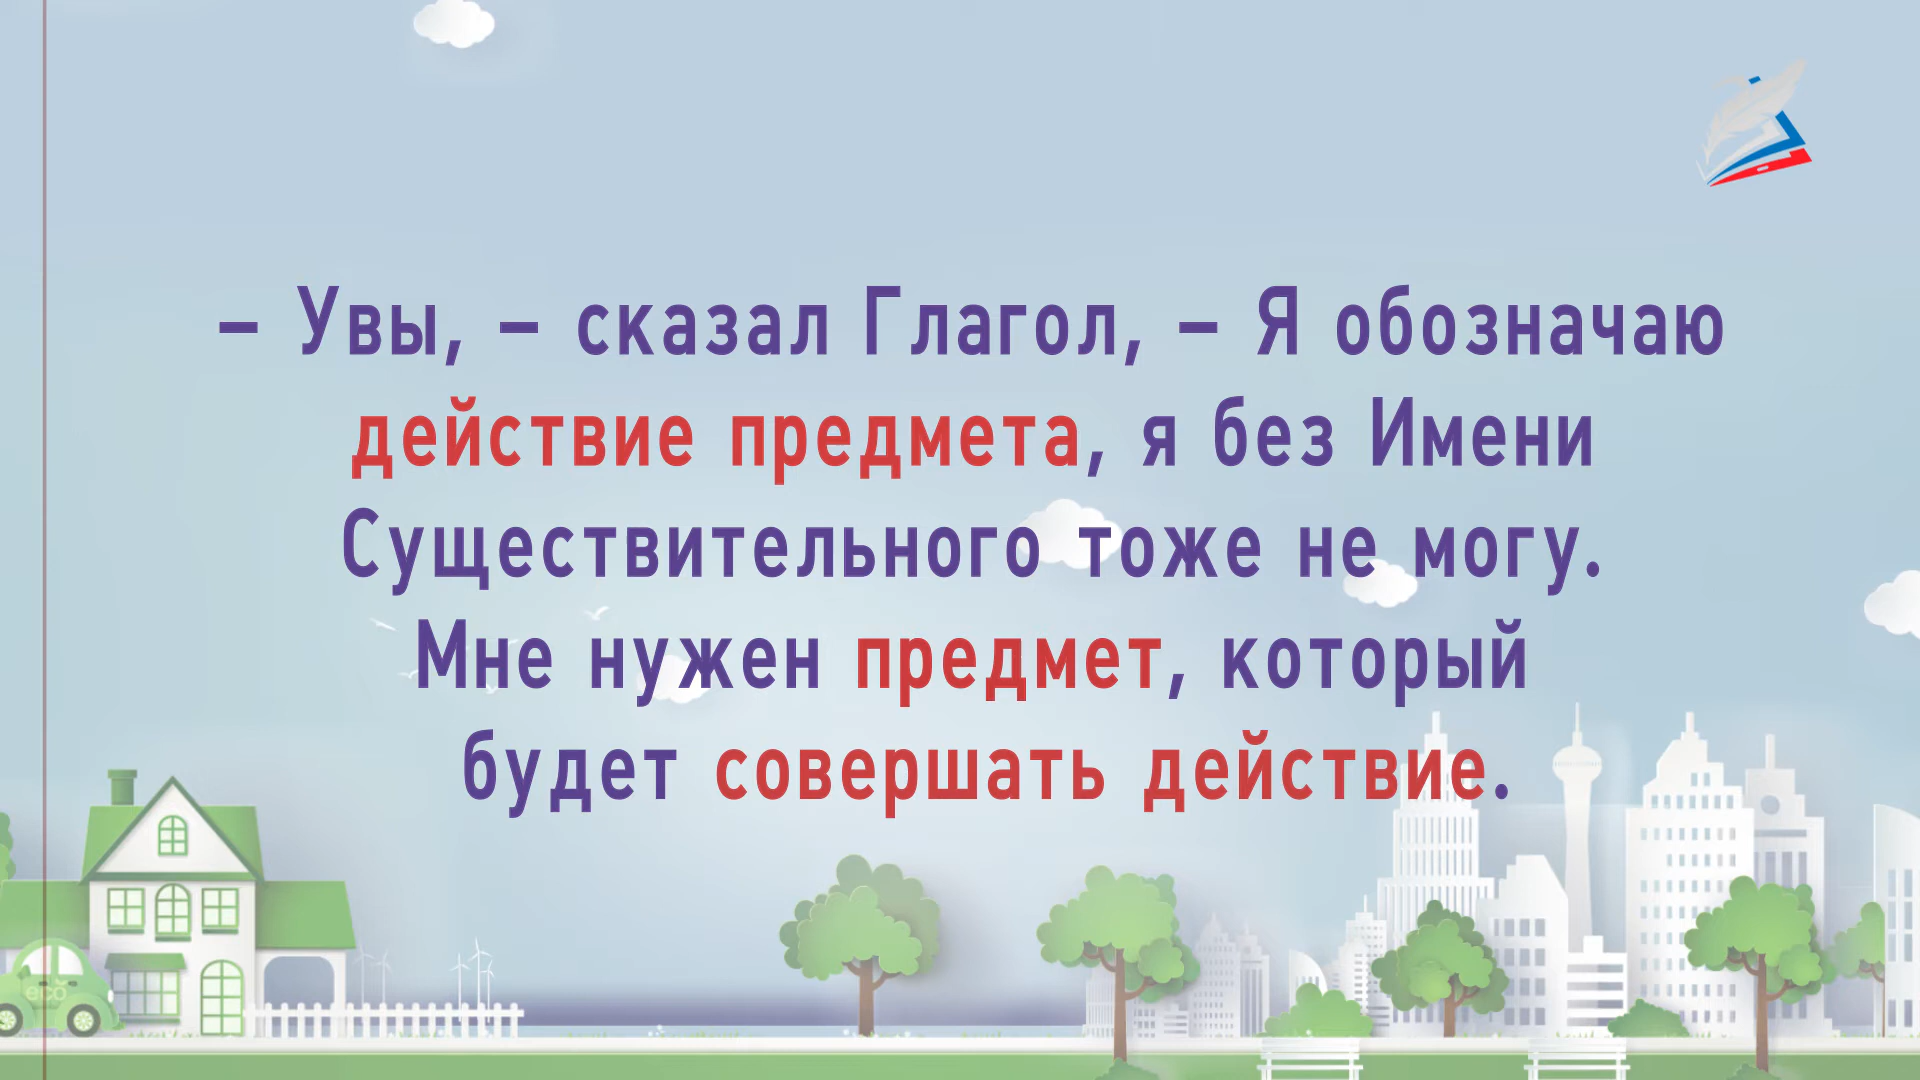 – Увы, – сказал Глагол, – Я обозначаю
действие предмета, я без Имени
Существительного тоже не могу.
Мне нужен предмет, который
будет совершать действие.
eco